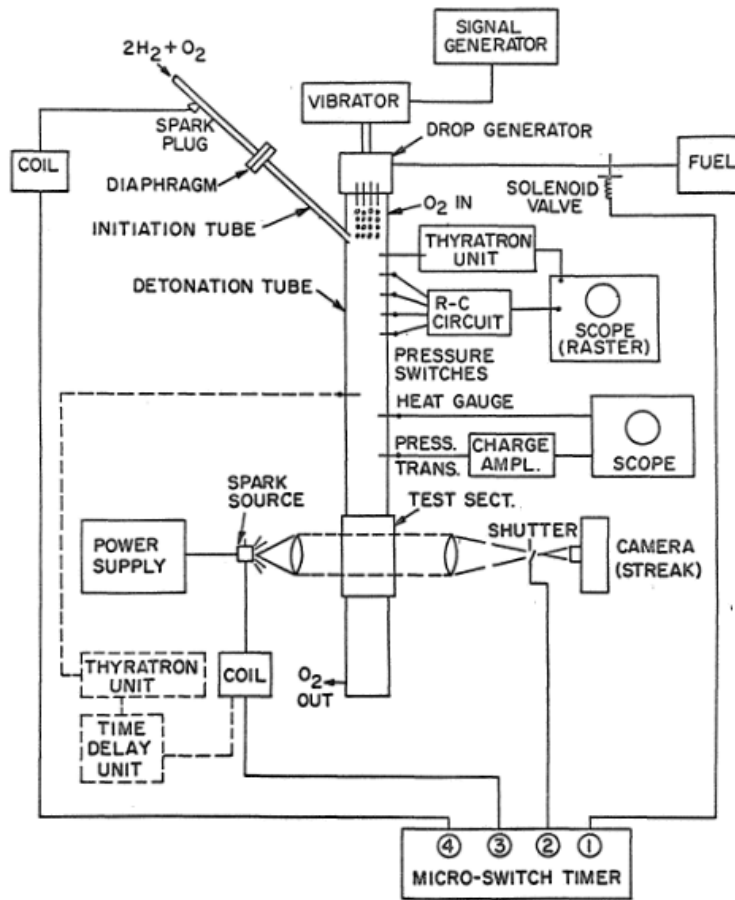 SIGNAL
GENERATOR
2H₂+O₂
VIBRATOR
SPARK
PLUG
DROP GENERATOR
COIL
FUEL
DIAPHRAGM
SOLENOID
VALVE
O₂ IN
INITIATION TUBE
THYRATRON
UNIT
DETONATION TUBE
R-C
CIRCUIT
SCOPE
(RASTER)
PRESSURE
SWITCHES
HEAT GAUGE
PRESS.
TRANS.
CHARGE
AMPL.
SCOPE
SPARK
SOURCE
TEST SECT.
SHUTTER
POWER
SUPPLY
CAMERA
(STREAK)
THYRATRON
UNIT
COIL
O₂
OUT
TIME
DELAY
UNIT
4 3 2 1
MICRO-SWITCH TIMER